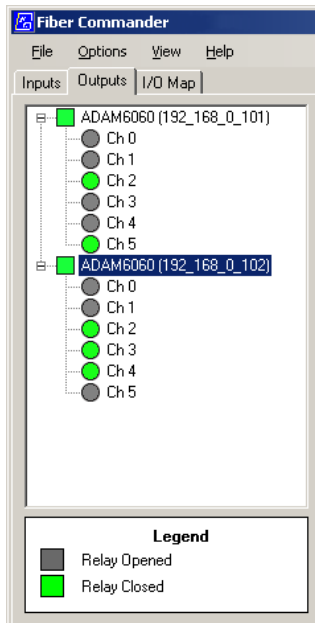 Fiber Commander
File Options View Help
Inputs Outputs I/O Map
ADAM6060 (192_168_0_101)
Ch 0
Ch 1
Ch 2
Ch 3
Ch 4
Ch 5
ADAM6060 (192_168_0_102)
Ch 0
Ch 1
Ch 2
Ch 3
Ch 4
Ch 5
Legend
Relay Opened
Relay Closed